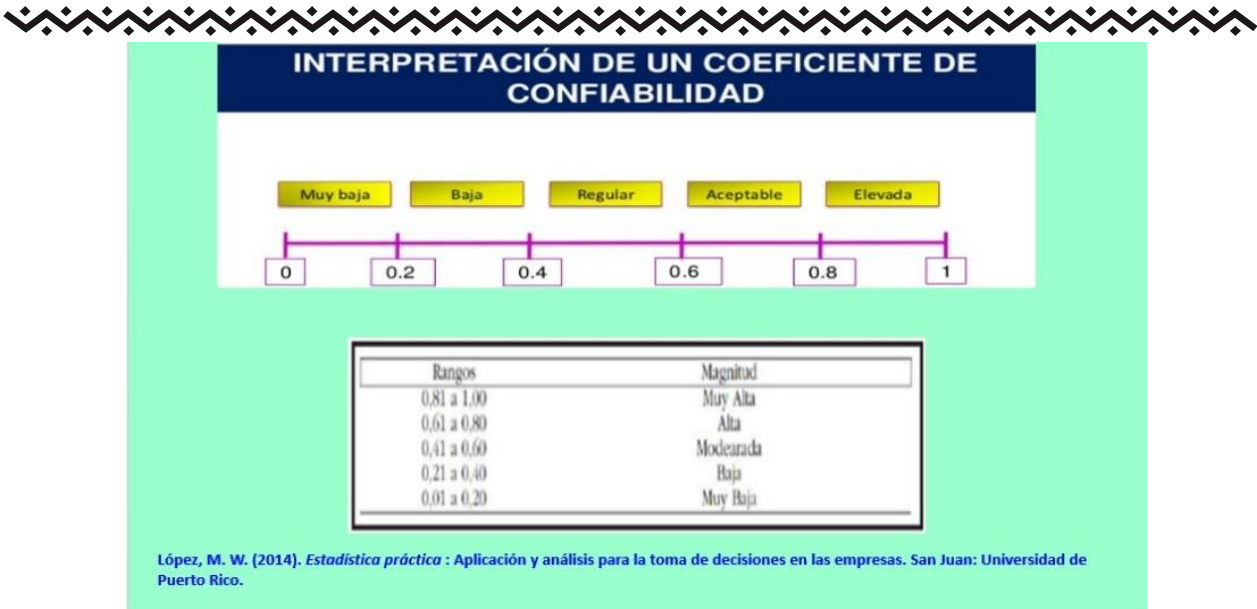 INTERPRETACIÓN DE UN COEFICIENTE DE
CONFIABILIDAD
Muy baja Baja Regular Aceptable Elevada
0 0.2 0.4 0.6 0.8 1
Rangos Magnitud
0,81 a 1,00 Muy Alta
0,61 a 0,80 Alta
0,41 a 0,60 Modearada
0,21 a 0,40 Baja
0,01 a 0,20 Muy Baja
López, M. W. (2014). Estadística práctica : Aplicación y análisis para la toma de decisiones en las empresas. San Juan: Universidad de
Puerto Rico.